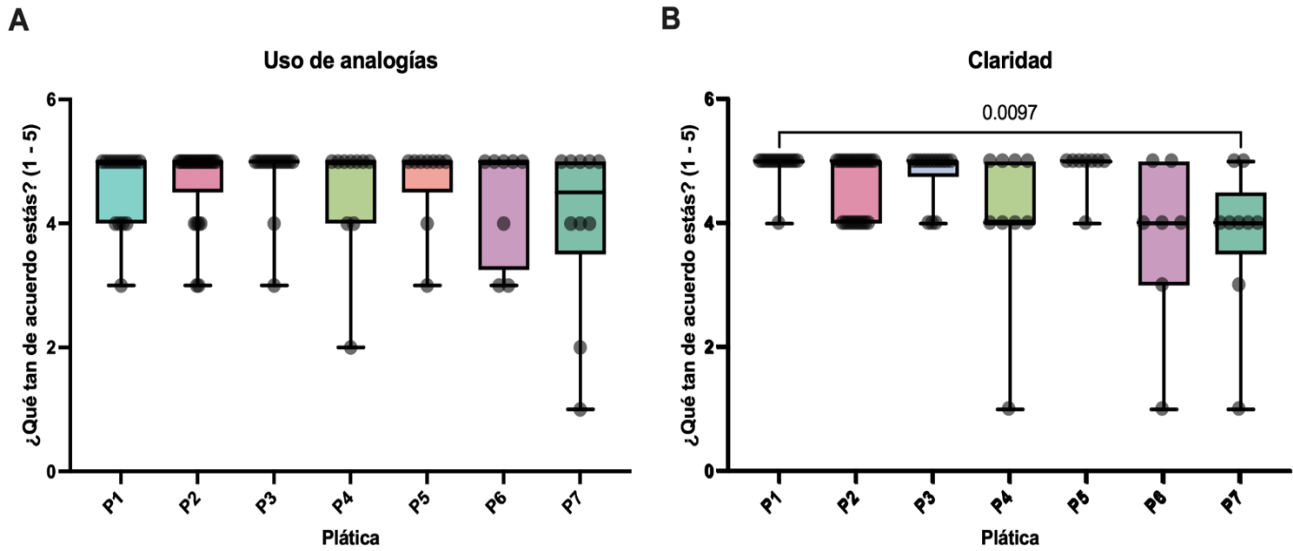 A
Uso de analogías
¿Qué tan de acuerdo estás? (1 - 5)
6
4
2
0
P1 P2 P3 P4 P5 P6 P7
Plática
B
Claridad
0.0097
¿Qué tan de acuerdo estás? (1 - 5)
6
4
2
0
P1 P2 P3 P4 P5 P6 P7
Plática